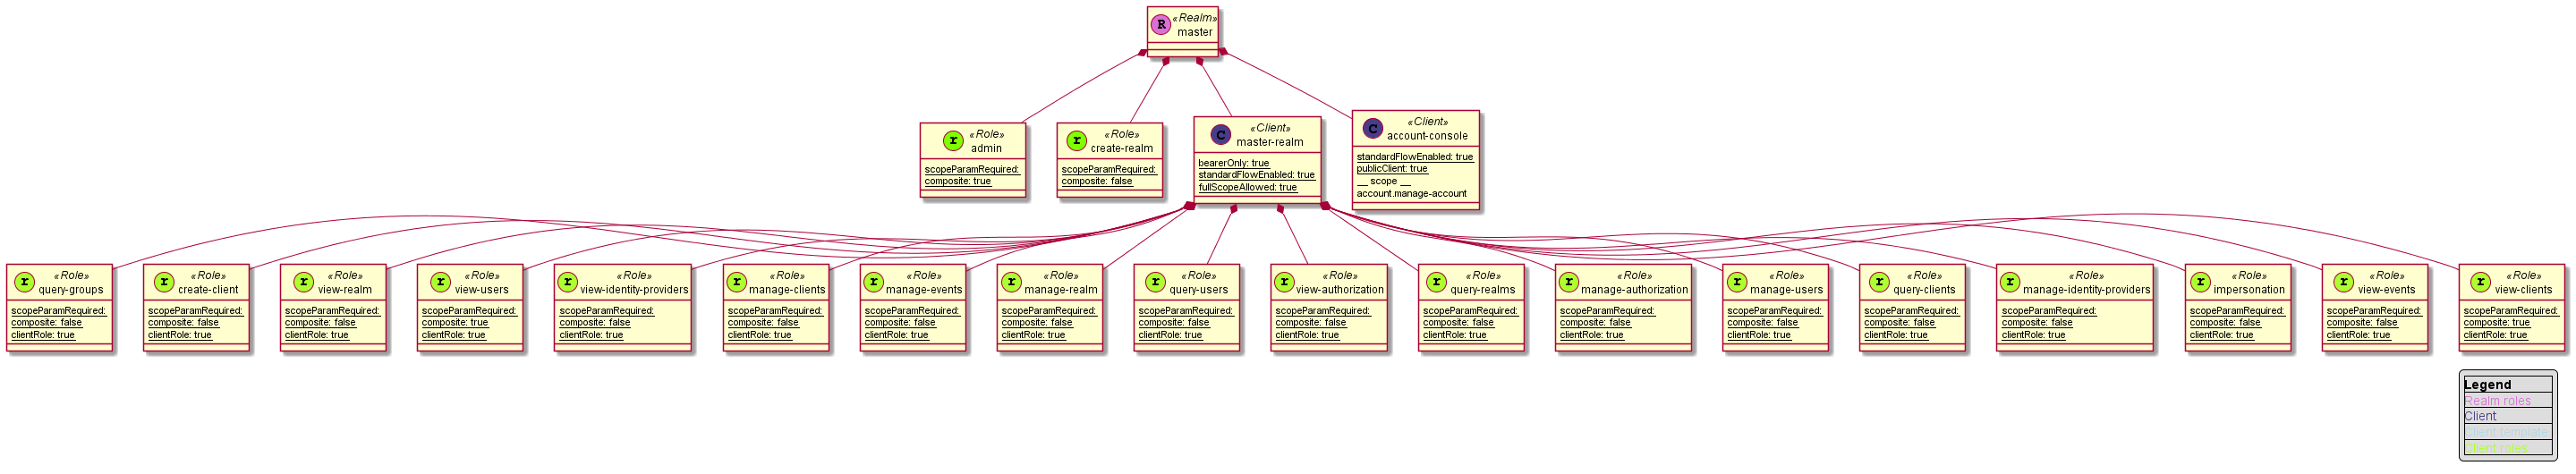 R «Realm»
master
r «Role»
admin
scopeParamRequired:
composite: true
r «Role»
create-realm
scopeParamRequired:
composite: false
C «Client»
master-realm
bearerOnly: true
standardFlowEnabled: true
fullScopeAllowed: true
C «Client»
account-console
standardFlowEnabled: true
publicClient: true
__ scope __
account.manage-account
r «Role»
query-groups
scopeParamRequired:
composite: false
clientRole: true
r «Role»
create-client
scopeParamRequired:
composite: false
clientRole: true
r «Role»
view-realm
scopeParamRequired:
composite: false
clientRole: true
r «Role»
view-users
scopeParamRequired:
composite: true
clientRole: true
r «Role»
view-identity-providers
scopeParamRequired:
composite: false
clientRole: true
r «Role»
manage-clients
scopeParamRequired:
composite: false
clientRole: true
r «Role»
manage-events
scopeParamRequired:
composite: false
clientRole: true
r «Role»
manage-realm
scopeParamRequired:
composite: false
clientRole: true
r «Role»
query-users
scopeParamRequired:
composite: false
clientRole: true
r «Role»
view-authorization
scopeParamRequired:
composite: false
clientRole: true
r «Role»
query-realms
scopeParamRequired:
composite: false
clientRole: true
r «Role»
manage-authorization
scopeParamRequired:
composite: false
clientRole: true
r «Role»
manage-users
scopeParamRequired:
composite: false
clientRole: true
r «Role»
query-clients
scopeParamRequired:
composite: false
clientRole: true
r «Role»
manage-identity-providers
scopeParamRequired:
composite: false
clientRole: true
r «Role»
impersonation
scopeParamRequired:
composite: false
clientRole: true
r «Role»
view-events
scopeParamRequired:
composite: false
clientRole: true
r «Role»
view-clients
scopeParamRequired:
composite: true
clientRole: true
Legend
Realm roles
Client
Client template
Client roles